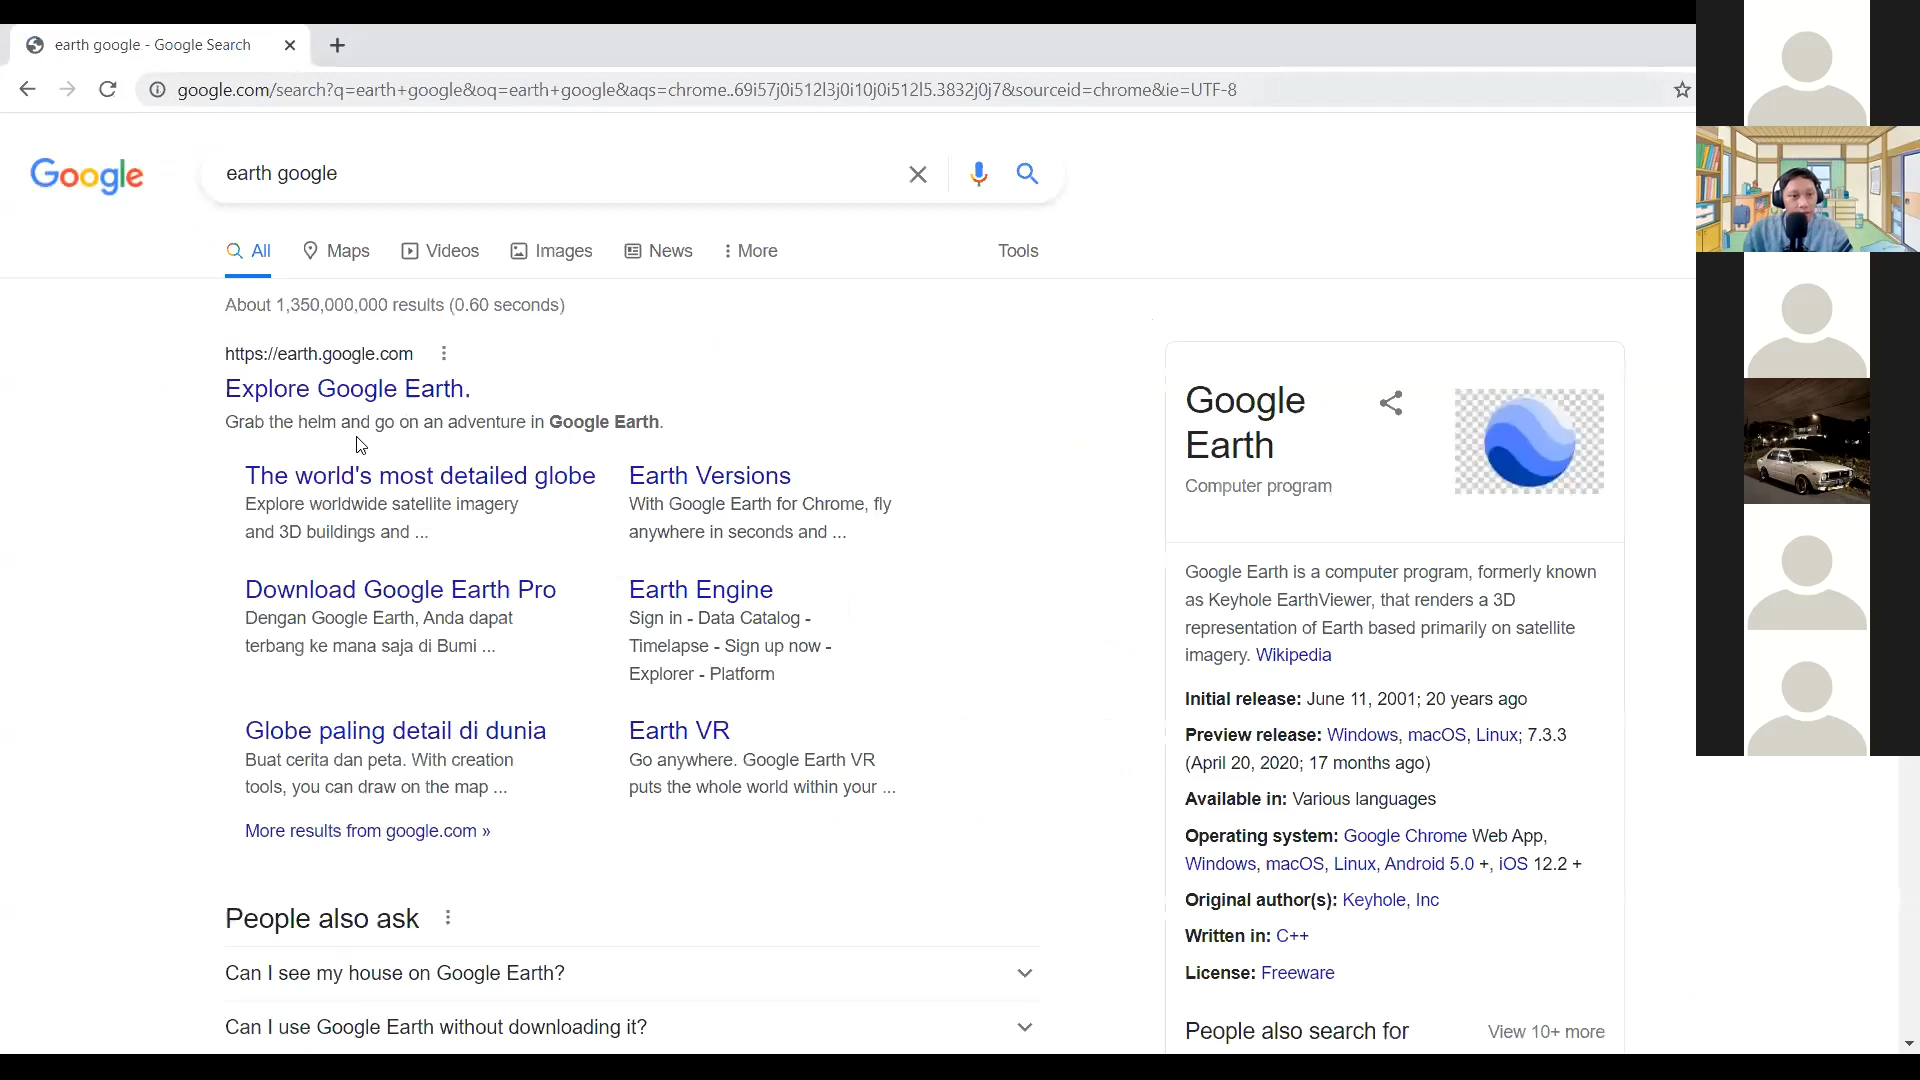 earth google - Google Search
google.com/search?q=earth+google&oq=earth+google&aqs=chrome..69i57j0i512l3j0i10j0i512l5.3832j0j7&sourceid=chrome&ie=UTF-8
Google
earth google
All Maps Videos Images News More Tools
About 1,350,000,000 results (0.60 seconds)
https://earth.google.com
Explore Google Earth.
Grab the helm and go on an adventure in Google Earth.
The world's most detailed globe
Explore worldwide satellite imagery
and 3D buildings and ...
Earth Versions
With Google Earth for Chrome, fly
anywhere in seconds and ...
Download Google Earth Pro
Dengan Google Earth, Anda dapat
terbang ke mana saja di Bumi ...
Earth Engine
Sign in - Data Catalog -
Timelapse - Sign up now -
Explorer - Platform
Globe paling detail di dunia
Buat cerita dan peta. With creation
tools, you can draw on the map ...
Earth VR
Go anywhere. Google Earth VR
puts the whole world within your ...
More results from google.com »
People also ask
Can I see my house on Google Earth?
Can I use Google Earth without downloading it?
Google
Earth
Computer program
Google Earth is a computer program, formerly known
as Keyhole EarthViewer, that renders a 3D
representation of Earth based primarily on satellite
imagery. Wikipedia
Initial release: June 11, 2001; 20 years ago
Preview release: Windows, macOS, Linux; 7.3.3
(April 20, 2020; 17 months ago)
Available in: Various languages
Operating system: Google Chrome Web App,
Windows, macOS, Linux, Android 5.0 +, iOS 12.2 +
Original author(s): Keyhole, Inc
Written in: C++
License: Freeware
People also search for
View 10+ more